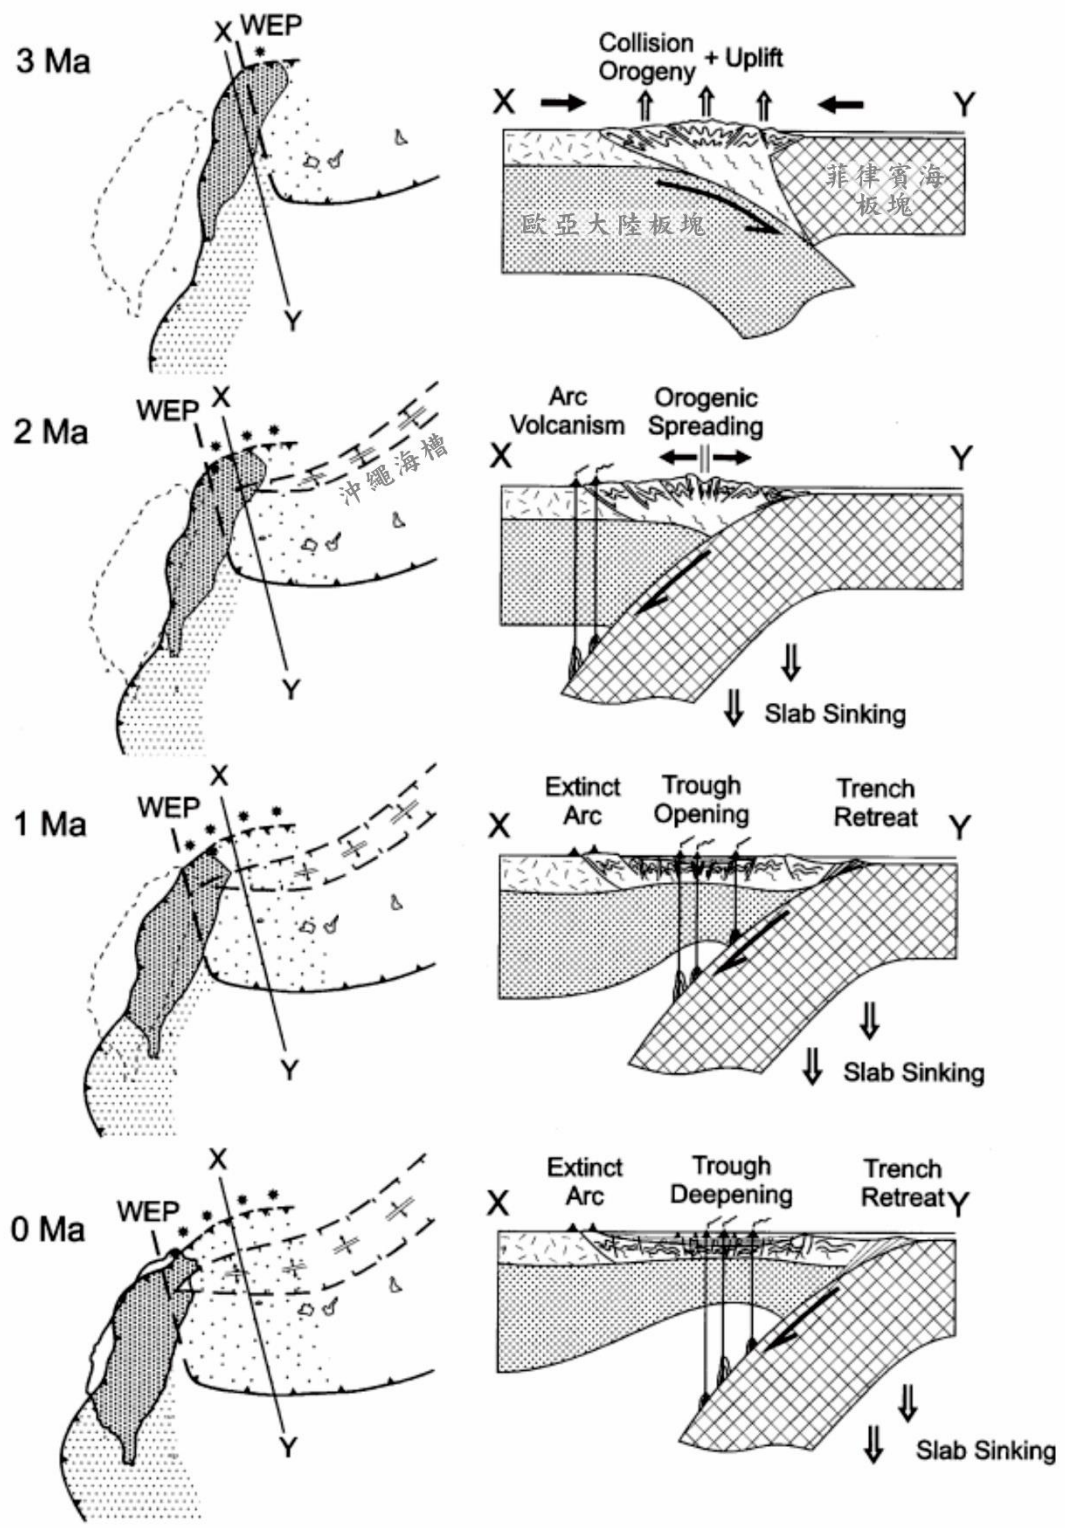 3 Ma
X WEP
Y
Collision
Orogeny + Uplift
X Y
歐亞大陸板塊
菲律賓海
板塊
2 Ma
WEP X
沖繩海槽
Y
Arc
Volcanism
Orogenic
Spreading
X Y
Slab Sinking
1 Ma
WEP X
Y
Extinct
Arc
Trough
Opening
Trench
Retreat
X Y
Slab Sinking
0 Ma
WEP X
Y
Extinct
Arc
Trough
Deepening
Trench
Retreat
X Y
Slab Sinking